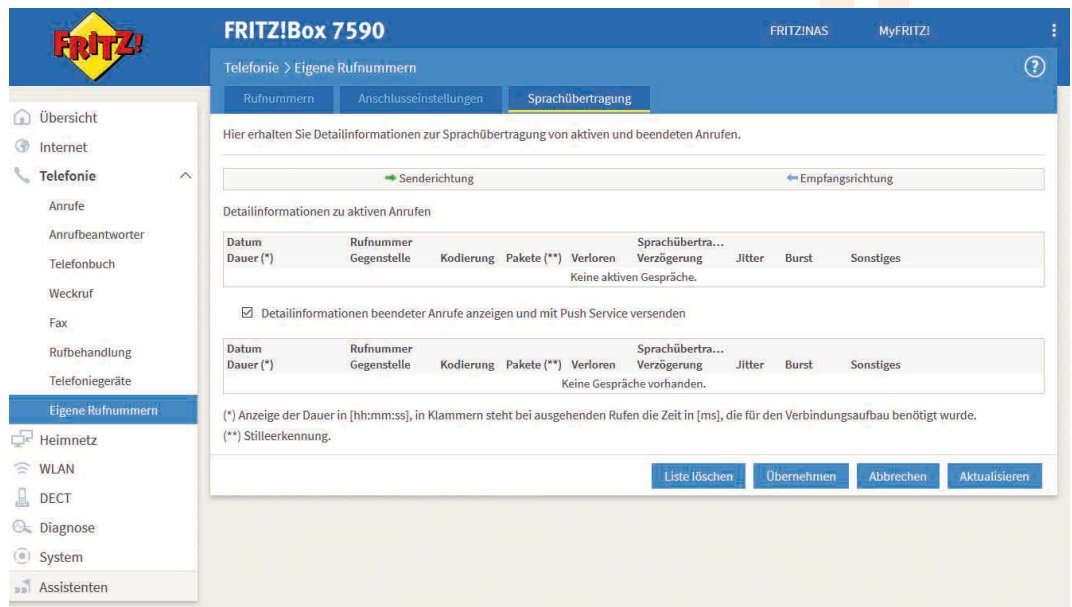 FRITZ!
FRITZ!Box 7590
FRITZ!NAS
MyFRITZ!
Telefonie > Eigene Rufnummern
?
Rufnummern
Anschlusseinstellungen
Sprachübertragung
Hier erhalten Sie Detailinformationen zur Sprachübertragung von aktiven und beendeten Anrufen.
Senderichtung
Empfangsrichtung
Detailinformationen zu aktiven Anrufen
Datum Rufnummer Sprachübertra...
Dauer (*) Gegenstelle Kodierung Pakete (**) Verloren Verzögerung Jitter Burst Sonstiges
Keine aktiven Gespräche.
Detailinformationen beendeter Anrufe anzeigen und mit Push Service versenden
Datum Rufnummer Sprachübertra...
Dauer (*) Gegenstelle Kodierung Pakete (**) Verloren Verzögerung Jitter Burst Sonstiges
Keine Gespräche vorhanden.
(*) Anzeige der Dauer in [hh:mm:ss], in Klammern steht bei ausgehenden Rufen die Zeit in [ms], die für den Verbindungsaufbau benötigt wurde.
(**) Stilleerkennung.
Liste löschen
Übernehmen
Abbrechen
Aktualisieren
Übersicht
Internet
Telefonie
Anrufe
Anrufbeantworter
Telefonbuch
Weckruf
Fax
Rufbehandlung
Telefoniegeräte
Eigene Rufnummern
Heimnetz
WLAN
DECT
Diagnose
System
Assistenten